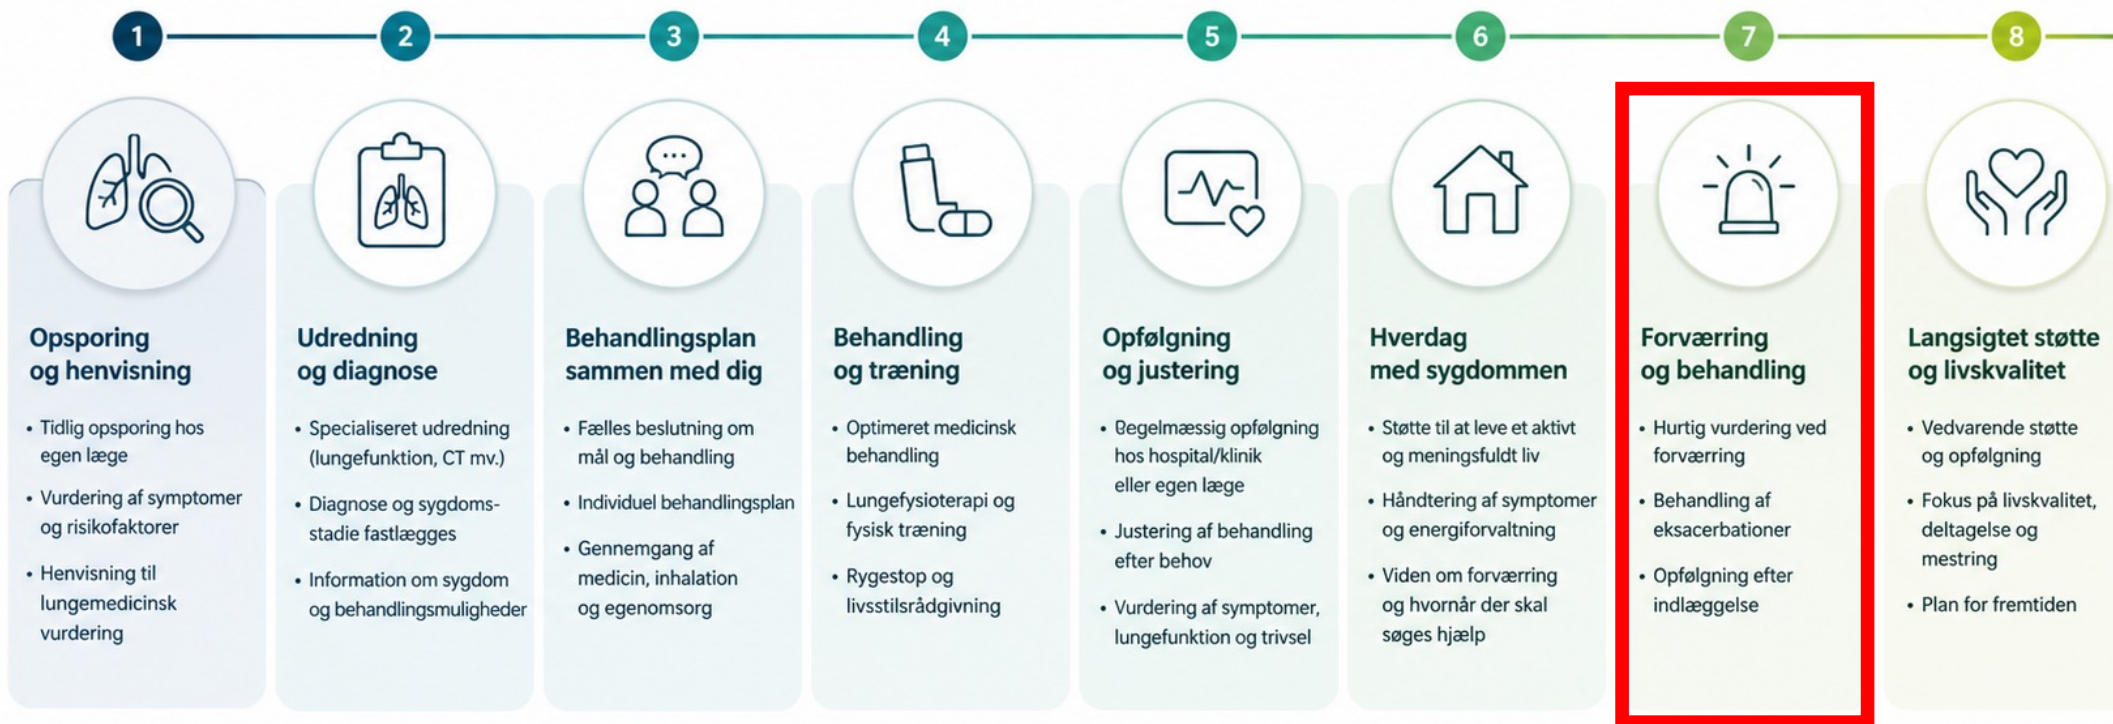 1
2
3
4
5
6
7
8
Opsporing
og henvisning
• Tidlig opsporing hos
egen læge
• Vurdering af symptomer
og risikofaktorer
• Henvisning til
lungemedicinsk
vurdering
Udredning
og diagnose
• Specialiseret udredning
(lungefunktion, CT mv.)
• Diagnose og sygdoms-
stadie fastlægges
• Information om sygdom
og behandlingsmuligheder
Behandlingsplan
sammen med dig
• Fælles beslutning om
mål og behandling
• Individuel behandlingsplan
• Gennemgang af
medicin, inhalation
og egenomsorg
Behandling
og træning
• Optimeret medicinsk
behandling
• Lungefysioterapi og
fysisk træning
• Rygestop og
livsstilsrådgivning
Opfølgning
og justering
• Regelmæssig opfølgning
hos hospital/klinik
eller egen læge
• Justering af behandling
efter behov
• Vurdering af symptomer,
lungefunktion og trivsel
Hverdag
med sygdommen
• Støtte til at leve et aktivt
og meningsfuldt liv
• Håndtering af symptomer
og energiforvaltning
• Viden om forværring
og hvornår der skal
søges hjælp
Forværring
og behandling
• Hurtig vurdering ved
forværring
• Behandling af
eksacerbationer
• Opfølgning efter
indlæggelse
Langsigtet støtte
og livskvalitet
• Vedvarende støtte
og opfølgning
• Fokus på livskvalitet,
deltagelse og
mestring
• Plan for fremtiden